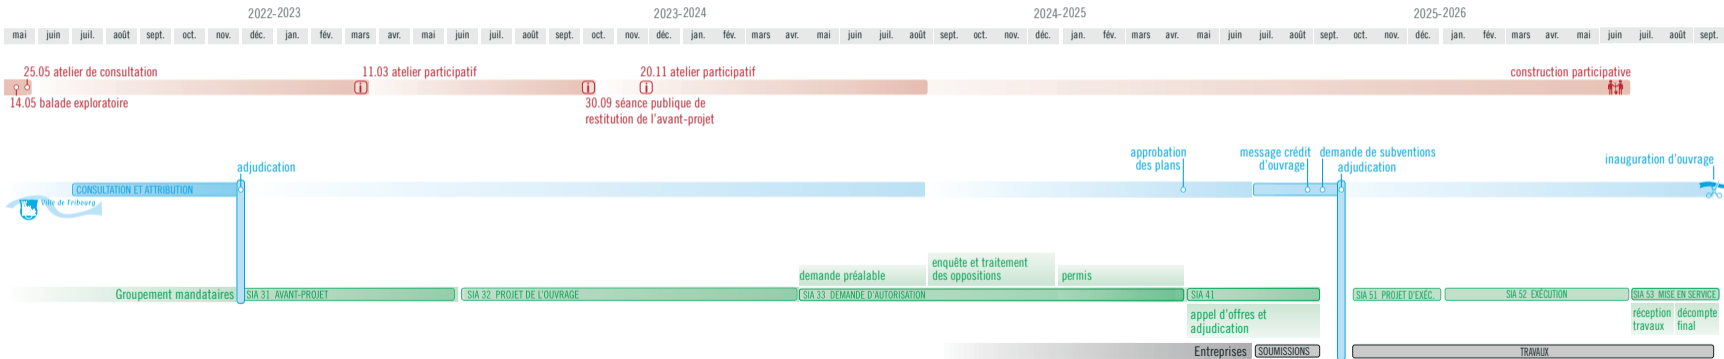 2022-2023 2023-2024 2024-2025 2025-2026
mai juin juil. août sept. oct. nov. déc. jan. fév. mars avr. mai juin juil. août sept. oct. nov. déc. jan. fév. mars avr. mai juin juil. août sept. oct. nov. déc. jan. fév. mars avr. mai juin juil. août sept. oct. nov. déc. jan. fév. mars avr. mai juin juil. août sept.
25.05 atelier de consultation
11.03 atelier participatif
20.11 atelier participatif
construction participative
14.05 balade exploratoire
30.09 séance publique de
restitution de l'avant-projet
adjudication
approbation
des plans
message crédit
d'ouvrage
demande de subventions
adjudication
inauguration d'ouvrage
CONSULTATION ET ATTRIBUTION
Ville de Fribourg
demande préalable
enquête et traitement
des oppositions
permis
Groupement mandataires
SIA 31 AVANT-PROJET
SIA 32 PROJET DE L'OUVRAGE
SIA 33 DEMANDE D'AUTORISATION
SIA 41
SIA 51 PROJET D'EXÉC.
SIA 52 EXÉCUTION
SIA 53 MISE EN SERVICE
appel d'offres et
adjudication
réception
travaux
décompte
final
Entreprises
SOUMISSIONS
TRAVAUX